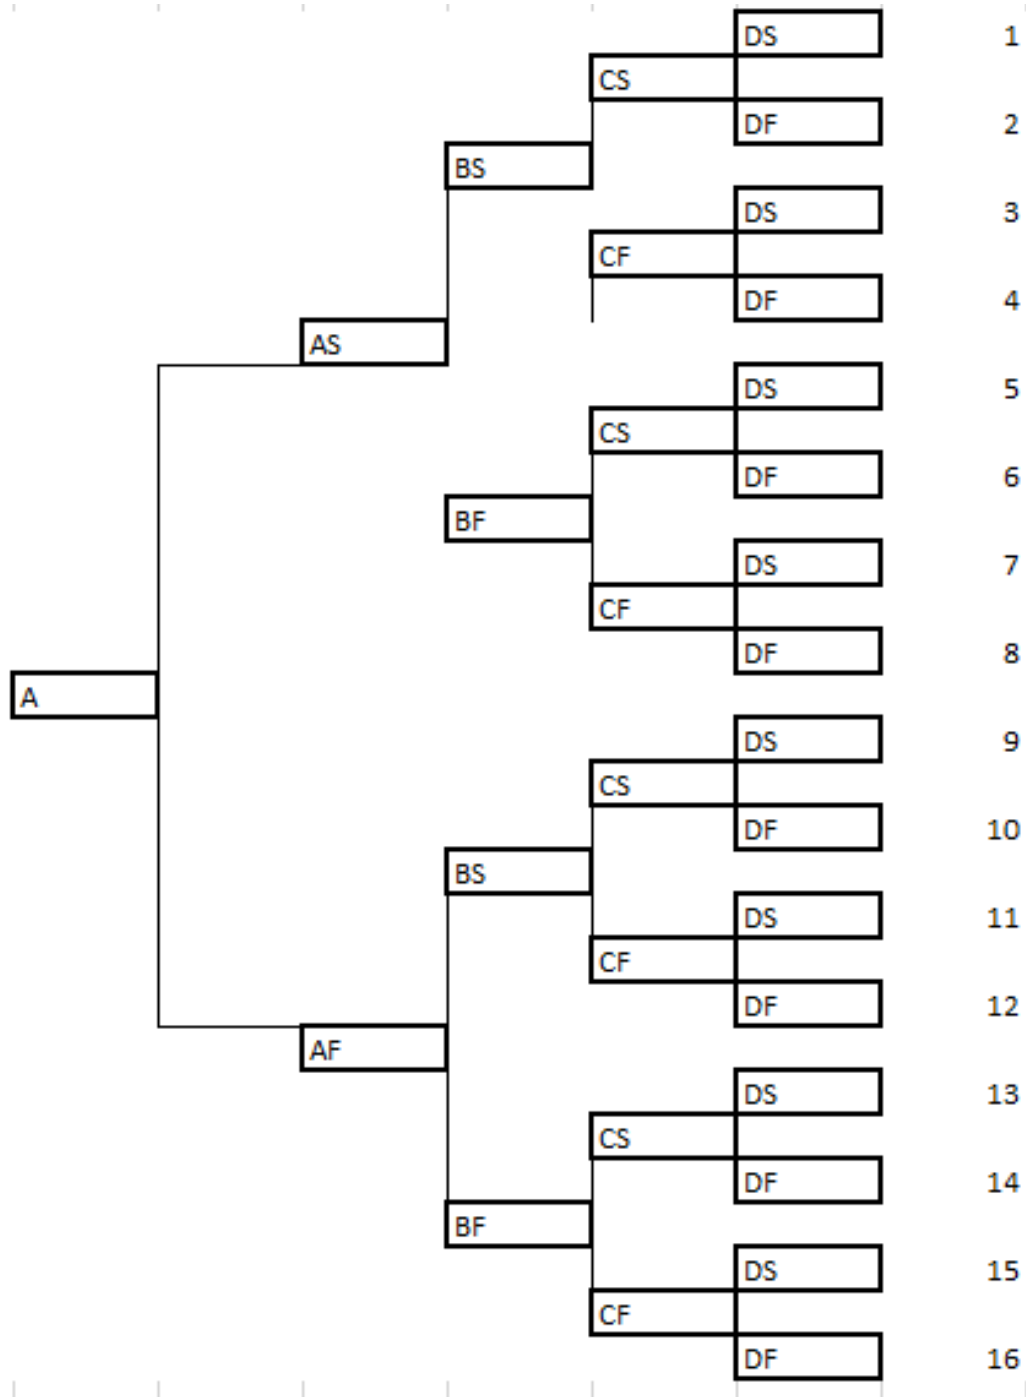 DS 1
CS
DF 2
BS
DS 3
CF
DF 4
AS
DS 5
CS
DF 6
BF
DS 7
CF
DF 8
A
DS 9
CS
DF 10
BS
DS 11
CF
DF 12
AF
DS 13
CS
DF 14
BF
DS 15
CF
DF 16